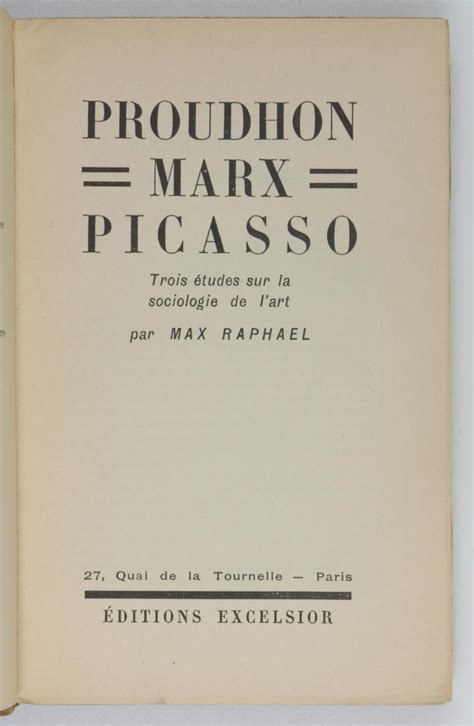 PROUDHON
= MARX =
PICASSO
Trois études sur la
sociologie de l'art
par MAX RAPHAEL
27, Quai de la Tournelle — Paris
ÉDITIONS EXCELSIOR